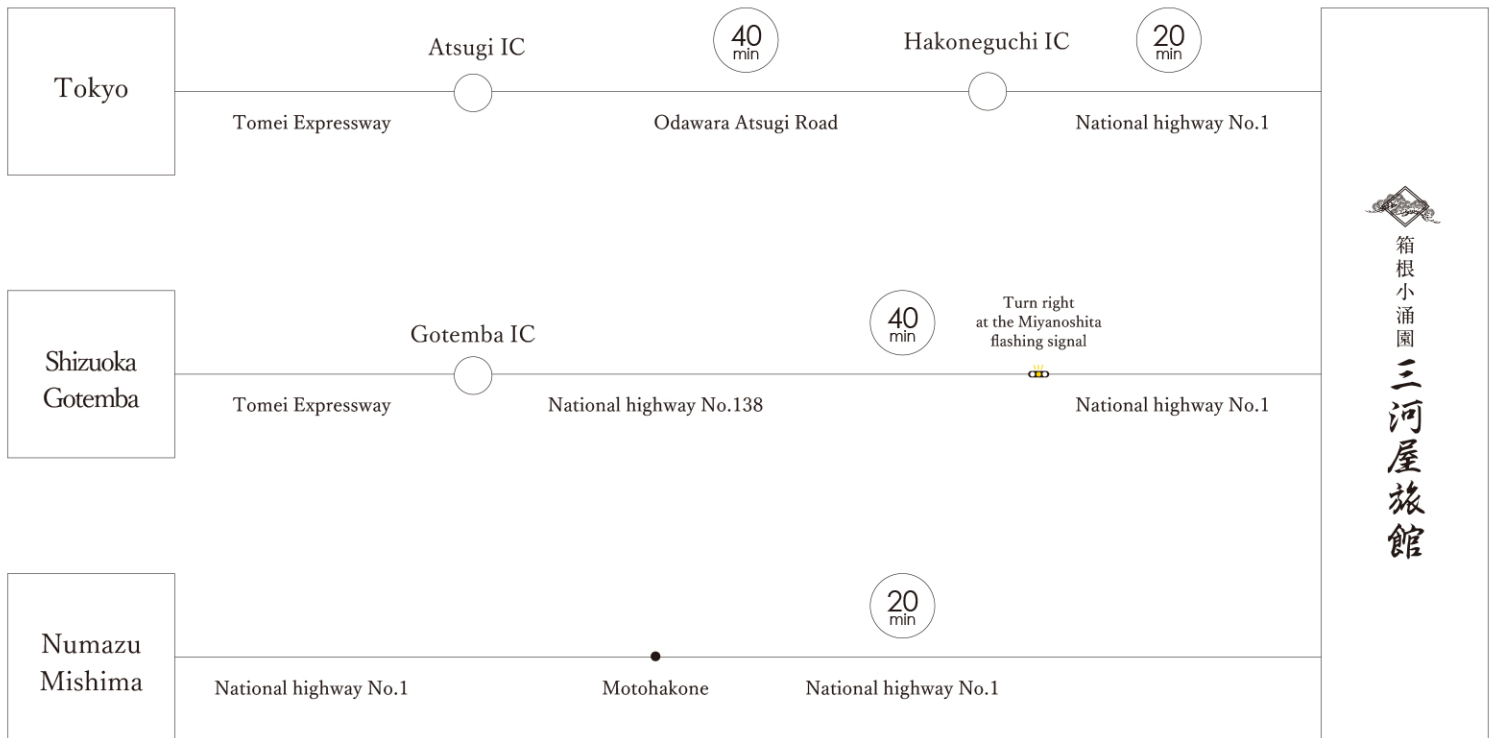 Tokyo
Atsugi IC
40
min
Hakoneguchi IC
20
min
Tomei Expressway
Odawara Atsugi Road
National highway No.1
Shizuoka
Gotemba
Gotemba IC
40
min
Turn right
at the Miyanoshita
flashing signal
Tomei Expressway
National highway No.138
National highway No.1
Numazu
Mishima
20
min
National highway No.1
Motohakone
National highway No.1
箱根小涌園
三河屋旅館